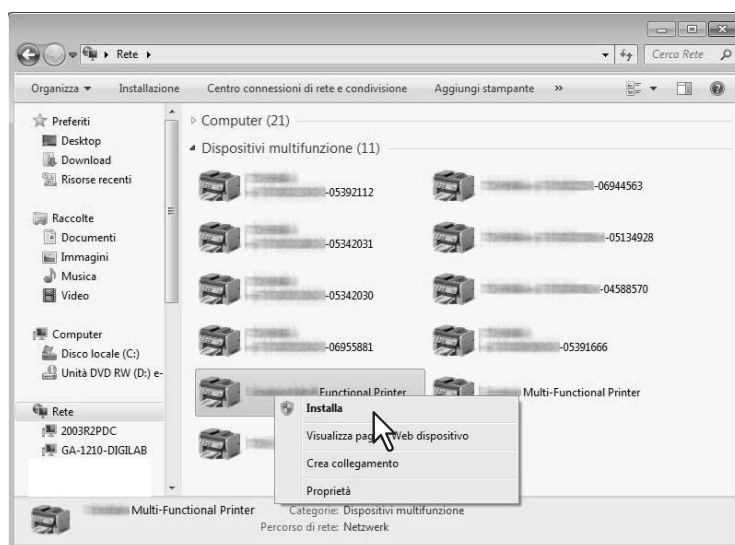 Rete
Cerca Rete
Organizza
Installazione
Centro connessioni di rete e condivisione
Aggiungi stampante
»
Preferiti
Desktop
Download
Risorse recenti
Raccolte
Documenti
Immagini
Musica
Video
Computer
Disco locale (C:)
Unità DVD RW (D:) e-
Rete
2003R2PDC
GA-1210-DIGILAB
Computer (21)
Dispositivi multifunzione (11)
-05392112
-06944563
-05342031
-05134928
-05342030
-04588570
-06955881
-05391666
Functional Printer
Multi-Functional Printer
Installa
Visualizza Web dispositivo
Crea collegamento
Proprietà
Multi-Functional Printer
Categorie: Dispositivi multifunzione
Percorso di rete: Netzwerk